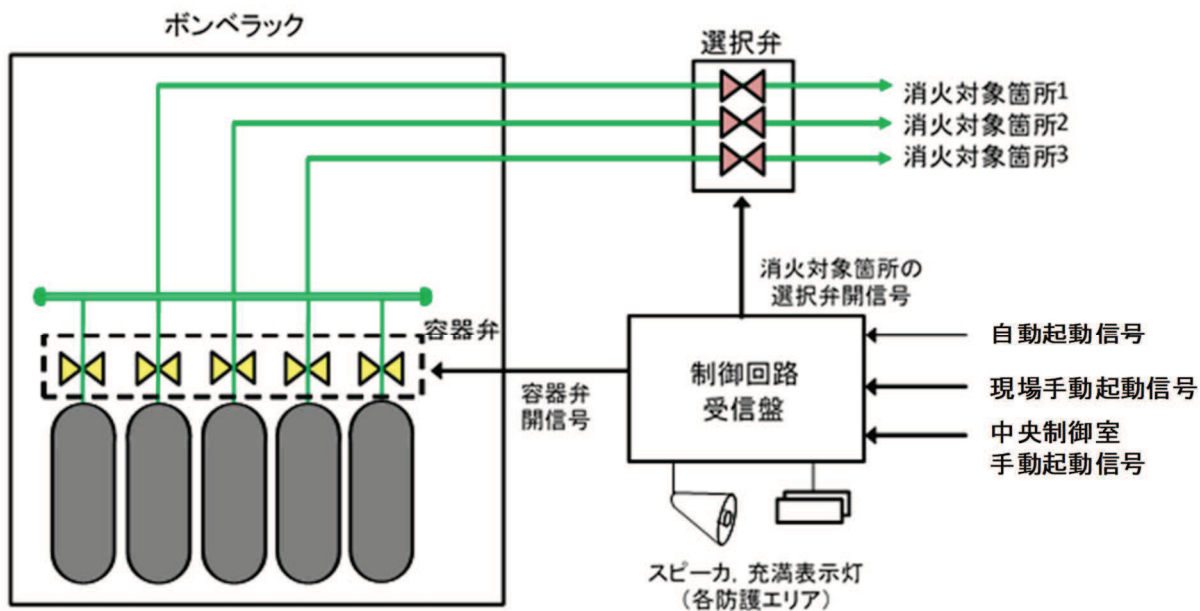 ボンベラック
選択弁
消火対象箇所1
消火対象箇所2
消火対象箇所3
消火対象箇所の
選択弁開信号
容器弁
容器弁
開信号
制御回路
受信盤
自動起動信号
現場手動起動信号
中央制御室
手動起動信号
スピーカ，充満表示灯
（各防護エリア）